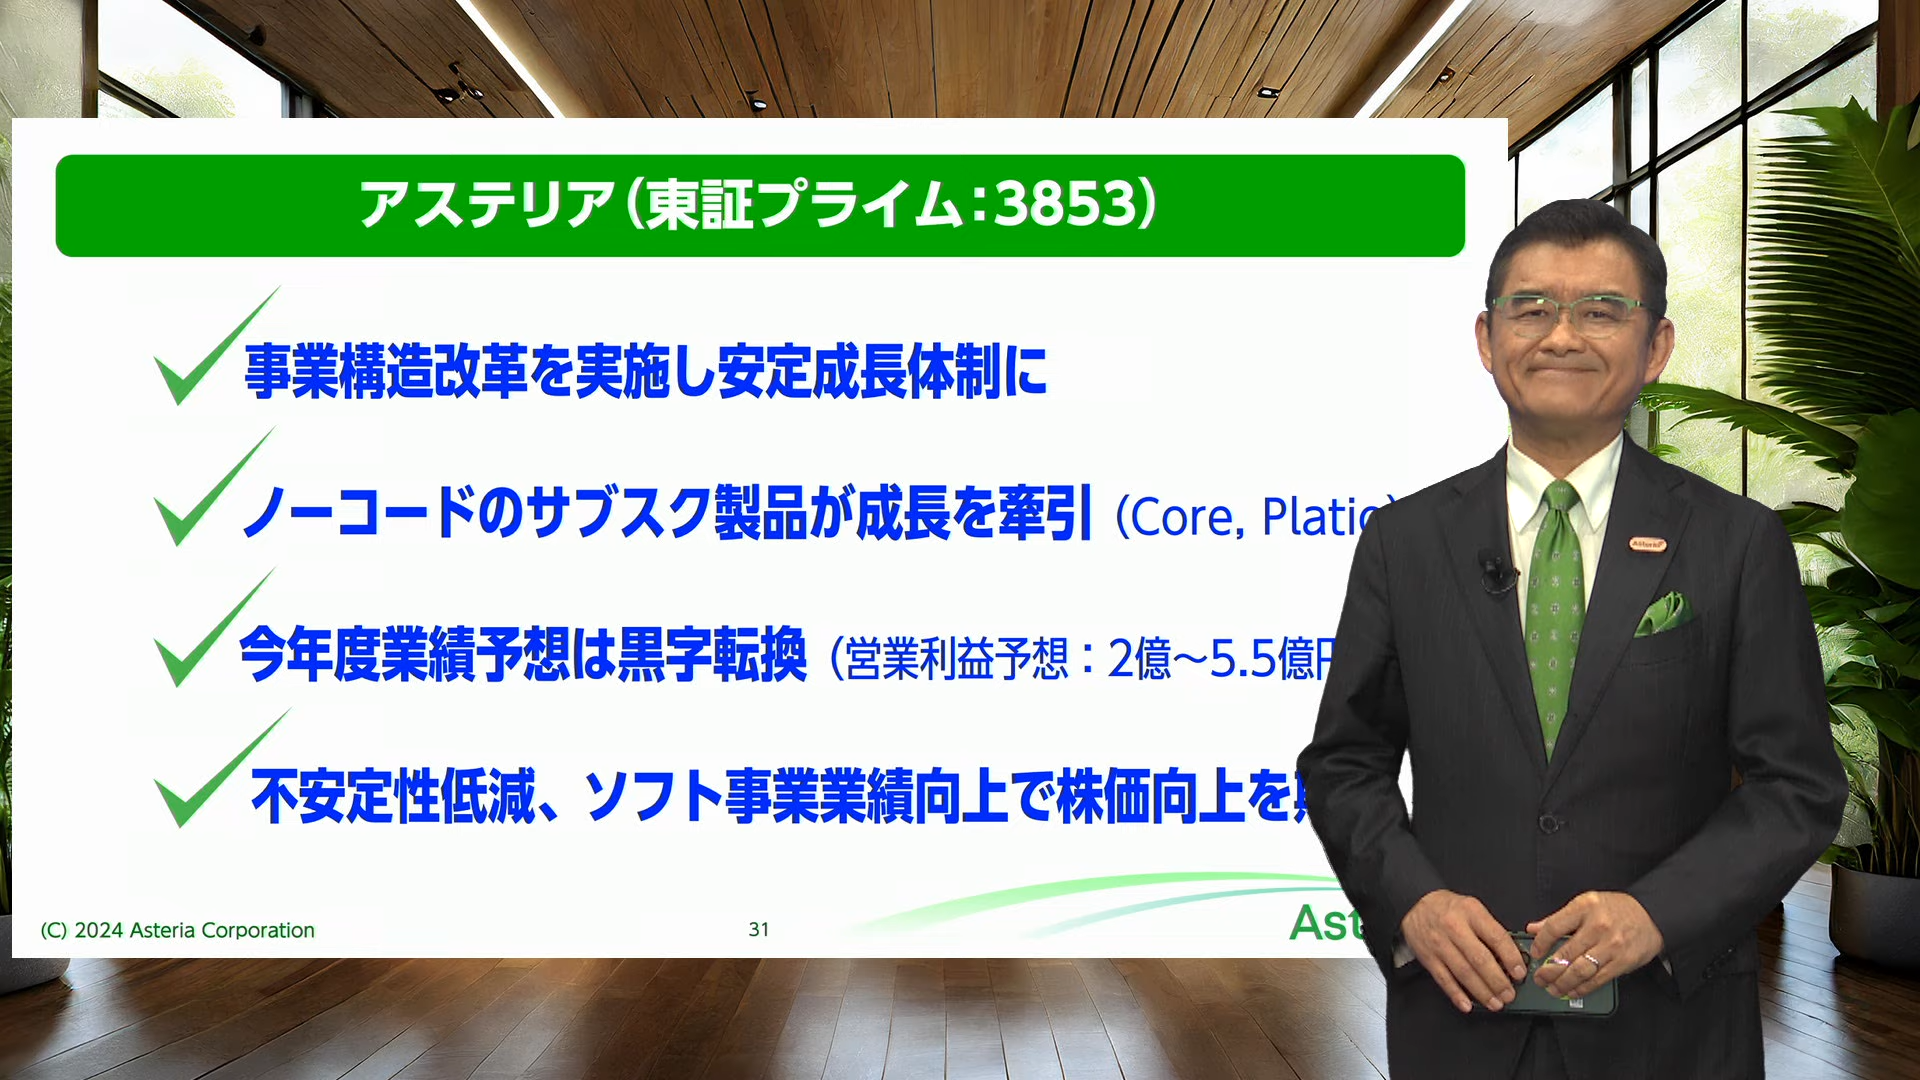 アステリア（東証プライム：3853）
事業構造改革を実施し安定成長体制に
ノーコードのサブスク製品が成長を牽引（Core, Platio）
今年度業績予想は黒字転換（営業利益予想：2億～5.5億円
不安定性低減、ソフト事業業績向上で株価向上を
(C) 2024 Asteria Corporation
31
Asteria